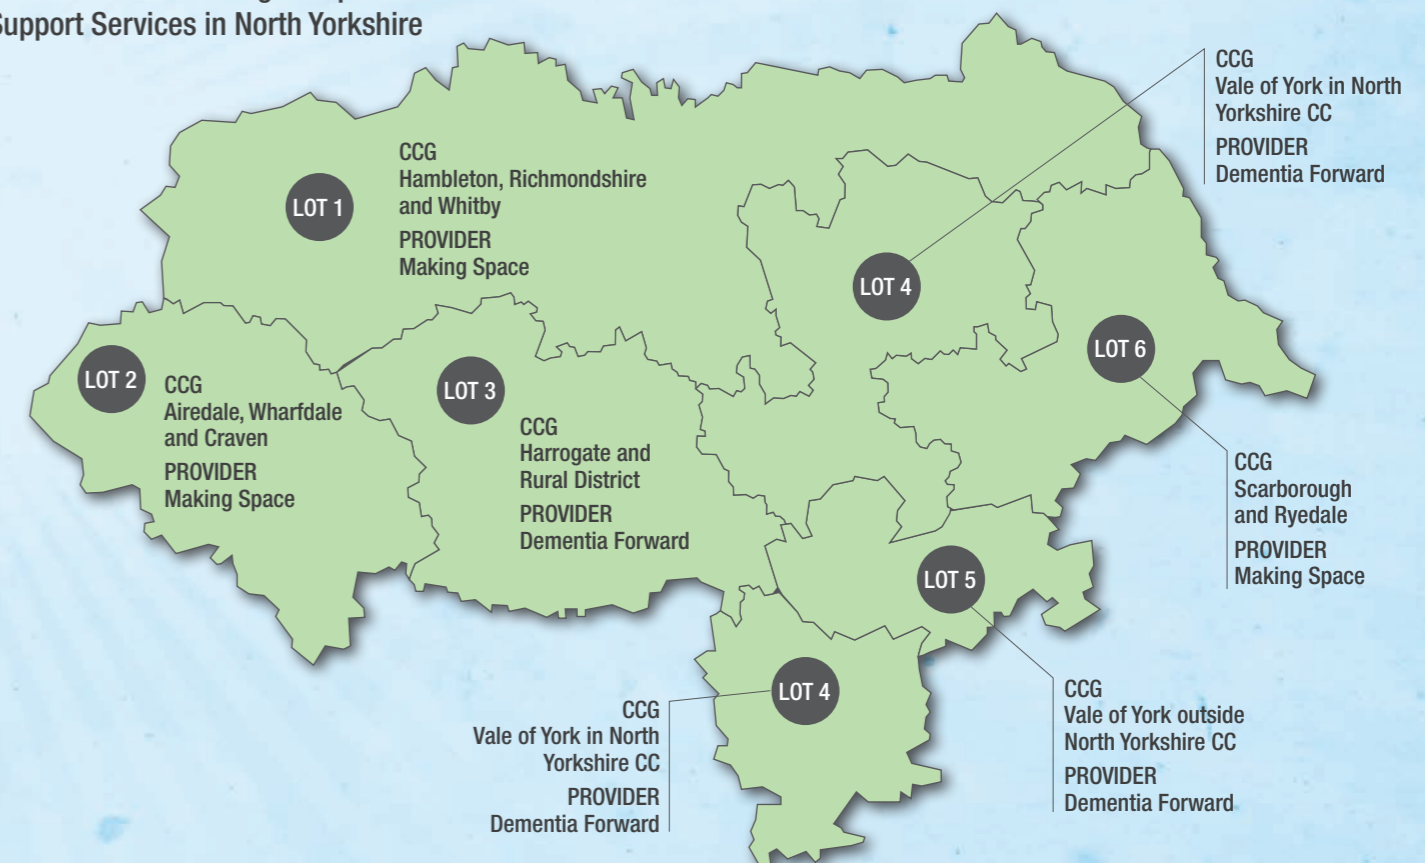 Support Services in North Yorkshire
CCG
Vale of York in North
Yorkshire CC
PROVIDER
Dementia Forward
LOT 1
CCG
Hambleton, Richmondshire
and Whitby
PROVIDER
Making Space
LOT 4
LOT 6
LOT 2
CCG
Airedale, Wharfdale
and Craven
PROVIDER
Making Space
LOT 3
CCG
Harrogate and
Rural District
PROVIDER
Dementia Forward
CCG
Scarborough
and Ryedale
PROVIDER
Making Space
LOT 5
LOT 4
CCG
Vale of York in North
Yorkshire CC
PROVIDER
Dementia Forward
CCG
Vale of York outside
North Yorkshire CC
PROVIDER
Dementia Forward